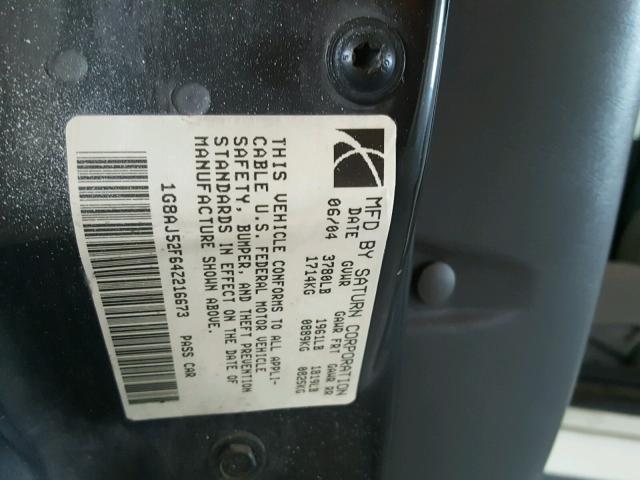 MFD BY SATURN CORPORATION
DATE GVWR GAWR FRT GAWR RR
06/04 3780LB 1961LB 1819LB
1714KG 0889KG 0825KG
THIS VEHICLE CONFORMS TO ALL APPLI-
CABLE U.S. FEDERAL MOTOR VEHICLE
SAFETY, BUMPER, AND THEFT PREVENTION
STANDARDS IN EFFECT ON THE DATE OF
MANUFACTURE SHOWN ABOVE.
1G8AJ52F64Z216673 PASS CAR